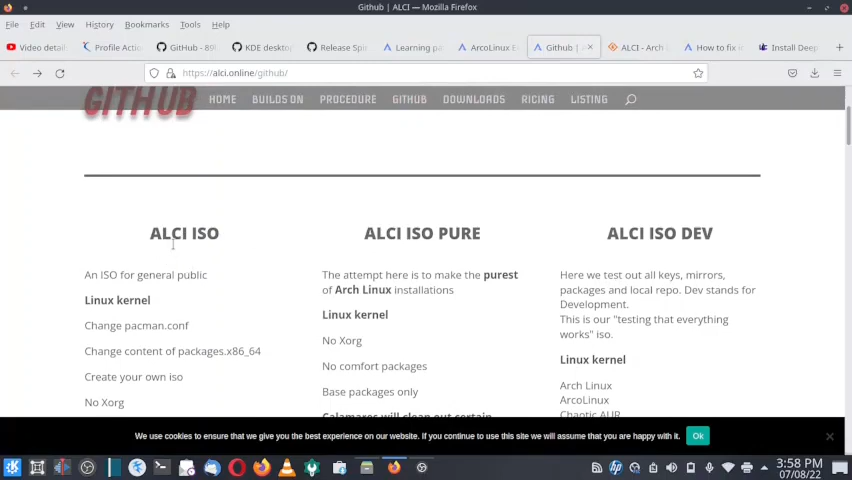 Github | ALCI — Mozilla Firefox
File Edit View History Bookmarks Tools Help
Video detail
Profile Actio
GitHub - 89
KDE desktop
Release Spi
Learning pa
ArcoLinux E
Github | A
ALCI - Arch
How to fix i
Install Deep
https://alci.online/github/
GITHUB
HOME BUILDS ON PROCEDURE GITHUB DOWNLOADS RICING LISTING
ALCI ISO
An ISO for general public
Linux kernel
Change pacman.conf
Change content of packages.x86_64
Create your own iso
No Xorg
ALCI ISO PURE
The attempt here is to make the purest
of Arch Linux installations
Linux kernel
No Xorg
No comfort packages
Base packages only
Calamares will clean out certain
ALCI ISO DEV
Here we test out all keys, mirrors,
packages and local repo. Dev stands for
Development.
This is our "testing that everything
works" iso.
Linux kernel
Arch Linux
ArcoLinux
Chaotic AUR
We use cookies to ensure that we give you the best experience on our website. If you continue to use this site we will assume that you are happy with it. Ok
3:58 PM
07/08/22